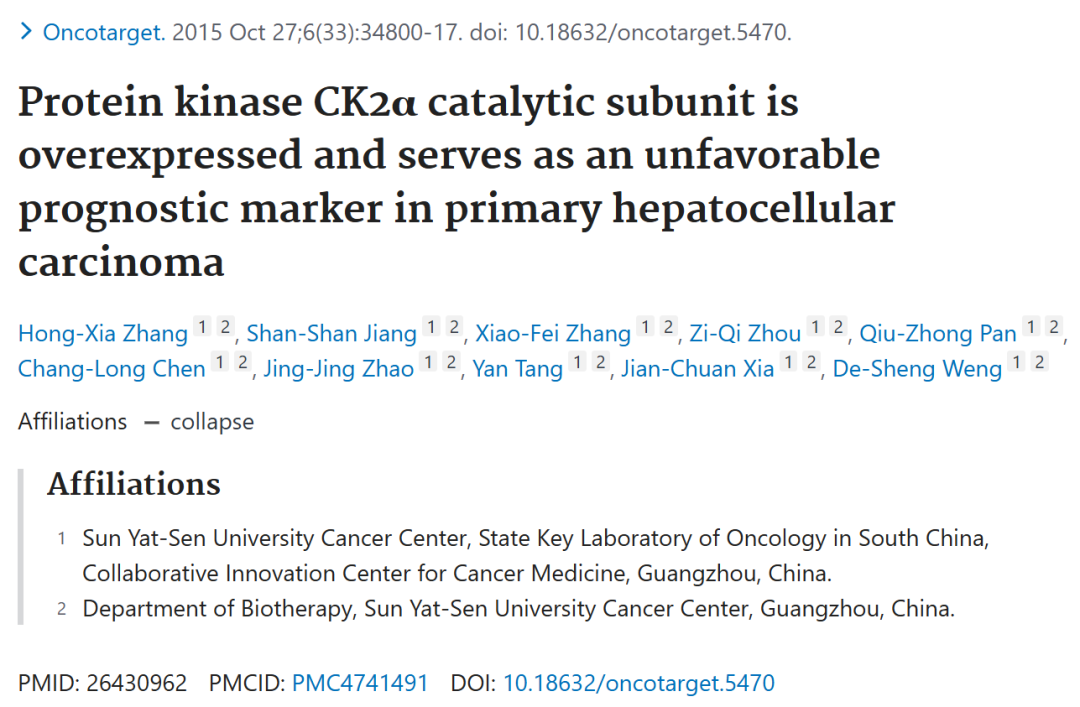 > Oncotarget. 2015 Oct 27;6(33):34800-17. doi: 10.18632/oncotarget.5470.
Protein kinase CK2α catalytic subunit is
overexpressed and serves as an unfavorable
prognostic marker in primary hepatocellular
carcinoma
Hong-Xia Zhang 1 2, Shan-Shan Jiang 1 2, Xiao-Fei Zhang 1 2, Zi-Qi Zhou 1 2, Qiu-Zhong Pan 1 2,
Chang-Long Chen 1 2, Jing-Jing Zhao 1 2, Yan Tang 1 2, Jian-Chuan Xia 1 2, De-Sheng Weng 1 2
Affiliations − collapse
Affiliations
1 Sun Yat-Sen University Cancer Center, State Key Laboratory of Oncology in South China,
Collaborative Innovation Center for Cancer Medicine, Guangzhou, China.
2 Department of Biotherapy, Sun Yat-Sen University Cancer Center, Guangzhou, China.
PMID: 26430962 PMCID: PMC4741491 DOI: 10.18632/oncotarget.5470